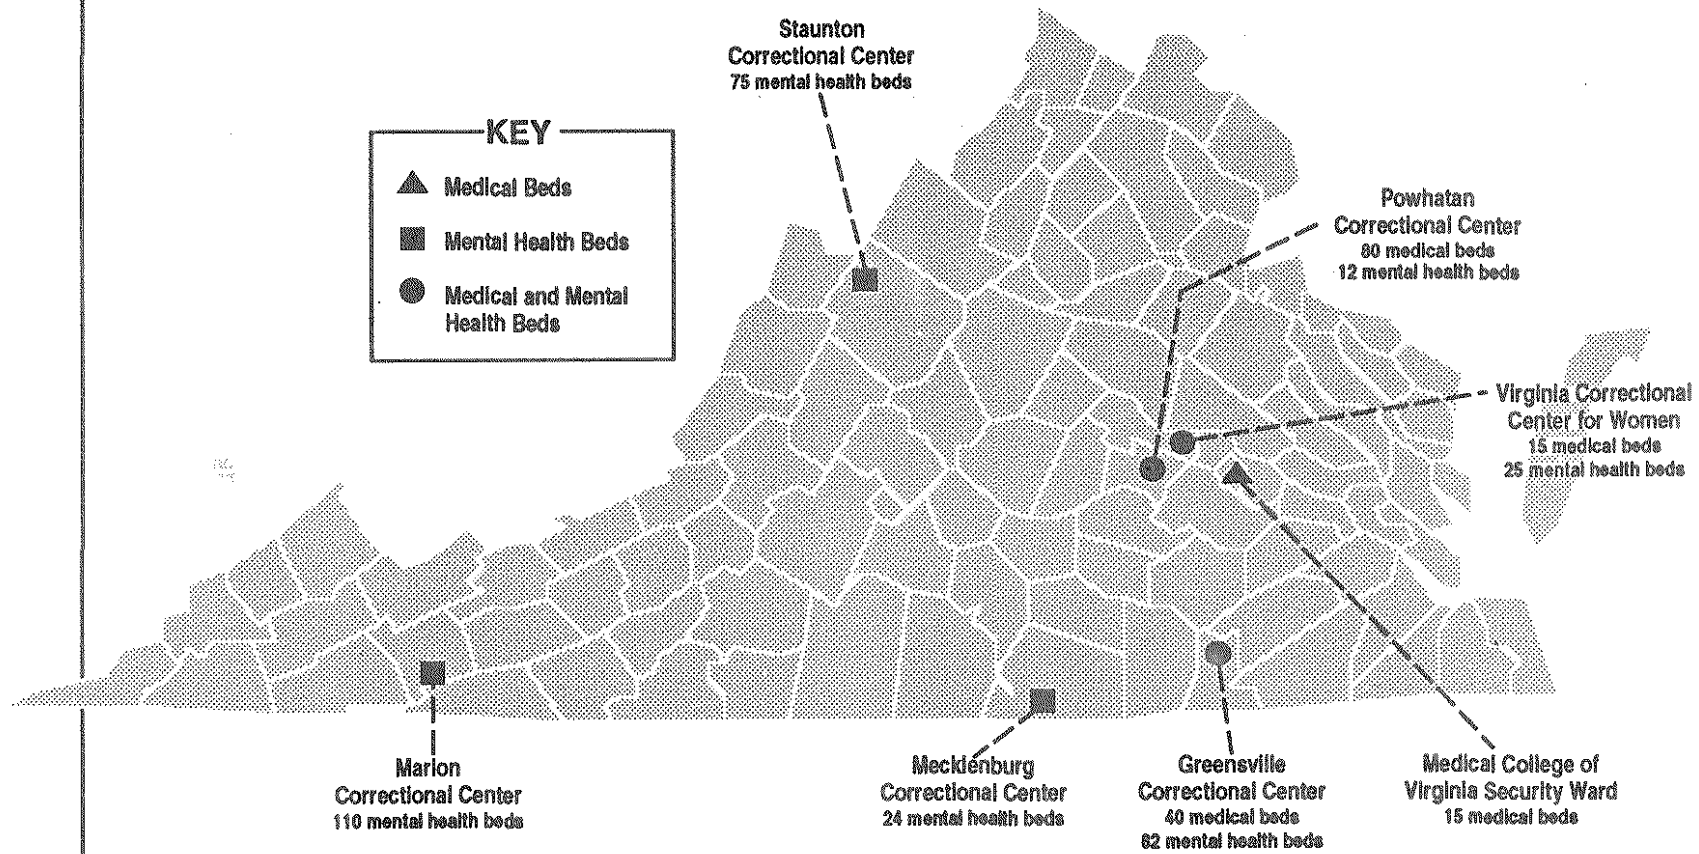 Staunton
Correctional Center
75 mental health beds
KEY
Medical Beds
Mental Health Beds
Medical and Mental
Health Beds
Powhatan
Correctional Center
80 medical beds
12 mental health beds
Virginia Correctional
Center for Women
15 medical beds
25 mental health beds
Marion
Correctional Center
110 mental health beds
Mecklenburg
Correctional Center
24 mental health beds
Greensville
Correctional Center
40 medical beds
82 mental health beds
Medical College of
Virginia Security Ward
15 medical beds